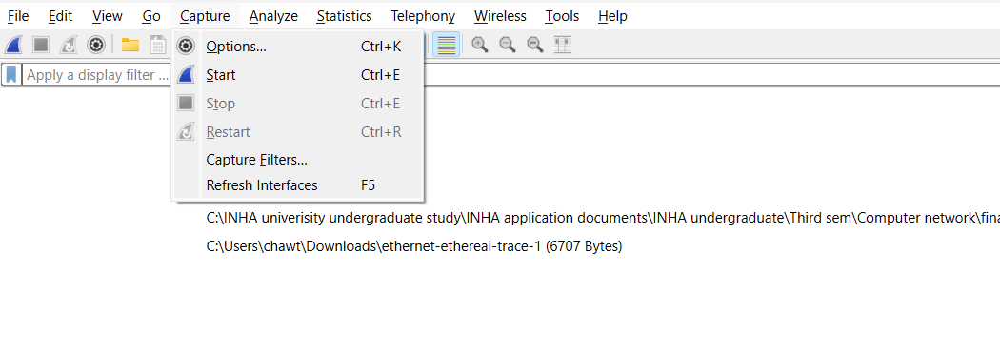 File Edit View Go Capture Analyze Statistics Telephony Wireless Tools Help
Apply a display filter ...
Options... Ctrl+K
Start Ctrl+E
Stop Ctrl+E
Restart Ctrl+R
Capture Filters...
Refresh Interfaces F5
C:\INHA univerisity undergraduate study\INHA application documents\INHA undergraduate\Third sem\Computer network\fina
C:\Users\chawt\Downloads\ethernet-ethereal-trace-1 (6707 Bytes)